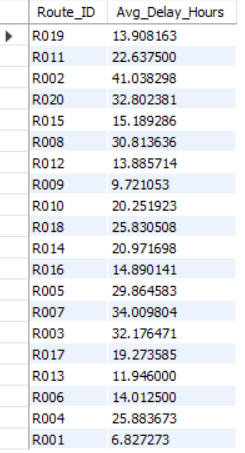 Route_ID Avg_Delay_Hours
R019 13.908163
R011 22.637500
R002 41.038298
R020 32.802381
R015 15.189286
R008 30.813636
R012 13.885714
R009 9.721053
R010 20.251923
R018 25.830508
R014 20.971698
R016 14.890141
R005 29.864583
R007 34.009804
R003 32.176471
R017 19.273585
R013 11.946000
R006 14.012500
R004 25.883673
R001 6.827273